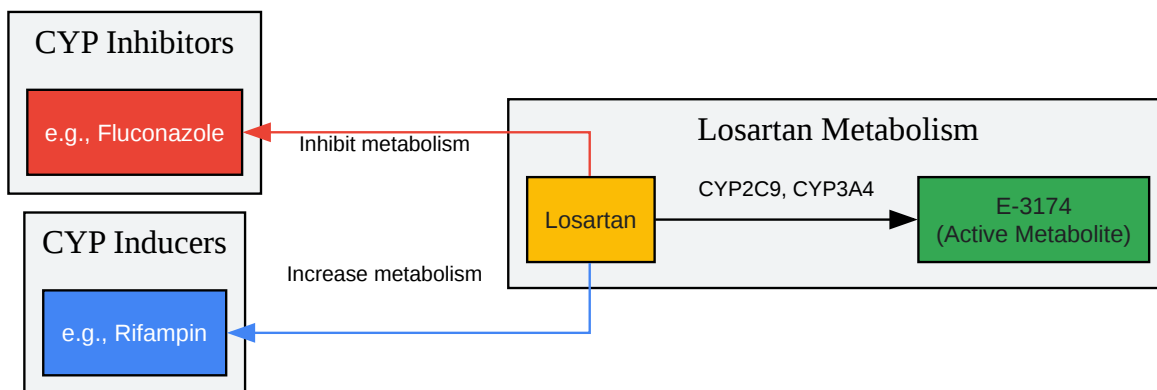 CYP Inhibitors
e.g., Fluconazole
Inhibit metabolism
Losartan Metabolism
CYP2C9, CYP3A4
Losartan
E-3174
(Active Metabolite)
CYP Inducers
Increase metabolism
e.g., Rifampin